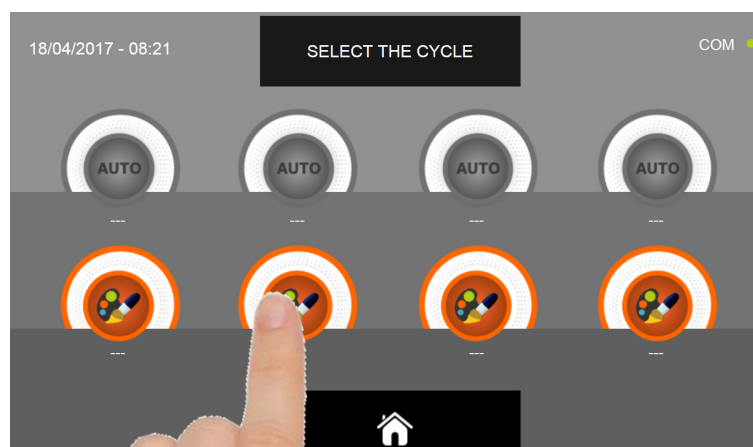 18/04/2017 - 08:21
SELECT THE CYCLE
COM
AUTO AUTO AUTO AUTO
--- --- --- ---
--- --- --- ---